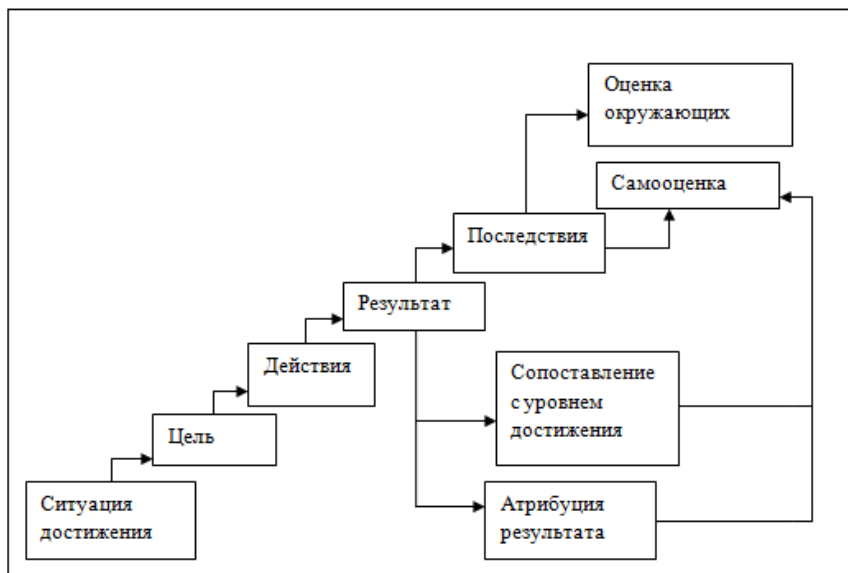 Оценка
окружающих
Самооценка
Последствия
Результат
Действия
Сопоставление
с уровнем
достижения
Цель
Ситуация
достижения
Атрибуция
результата